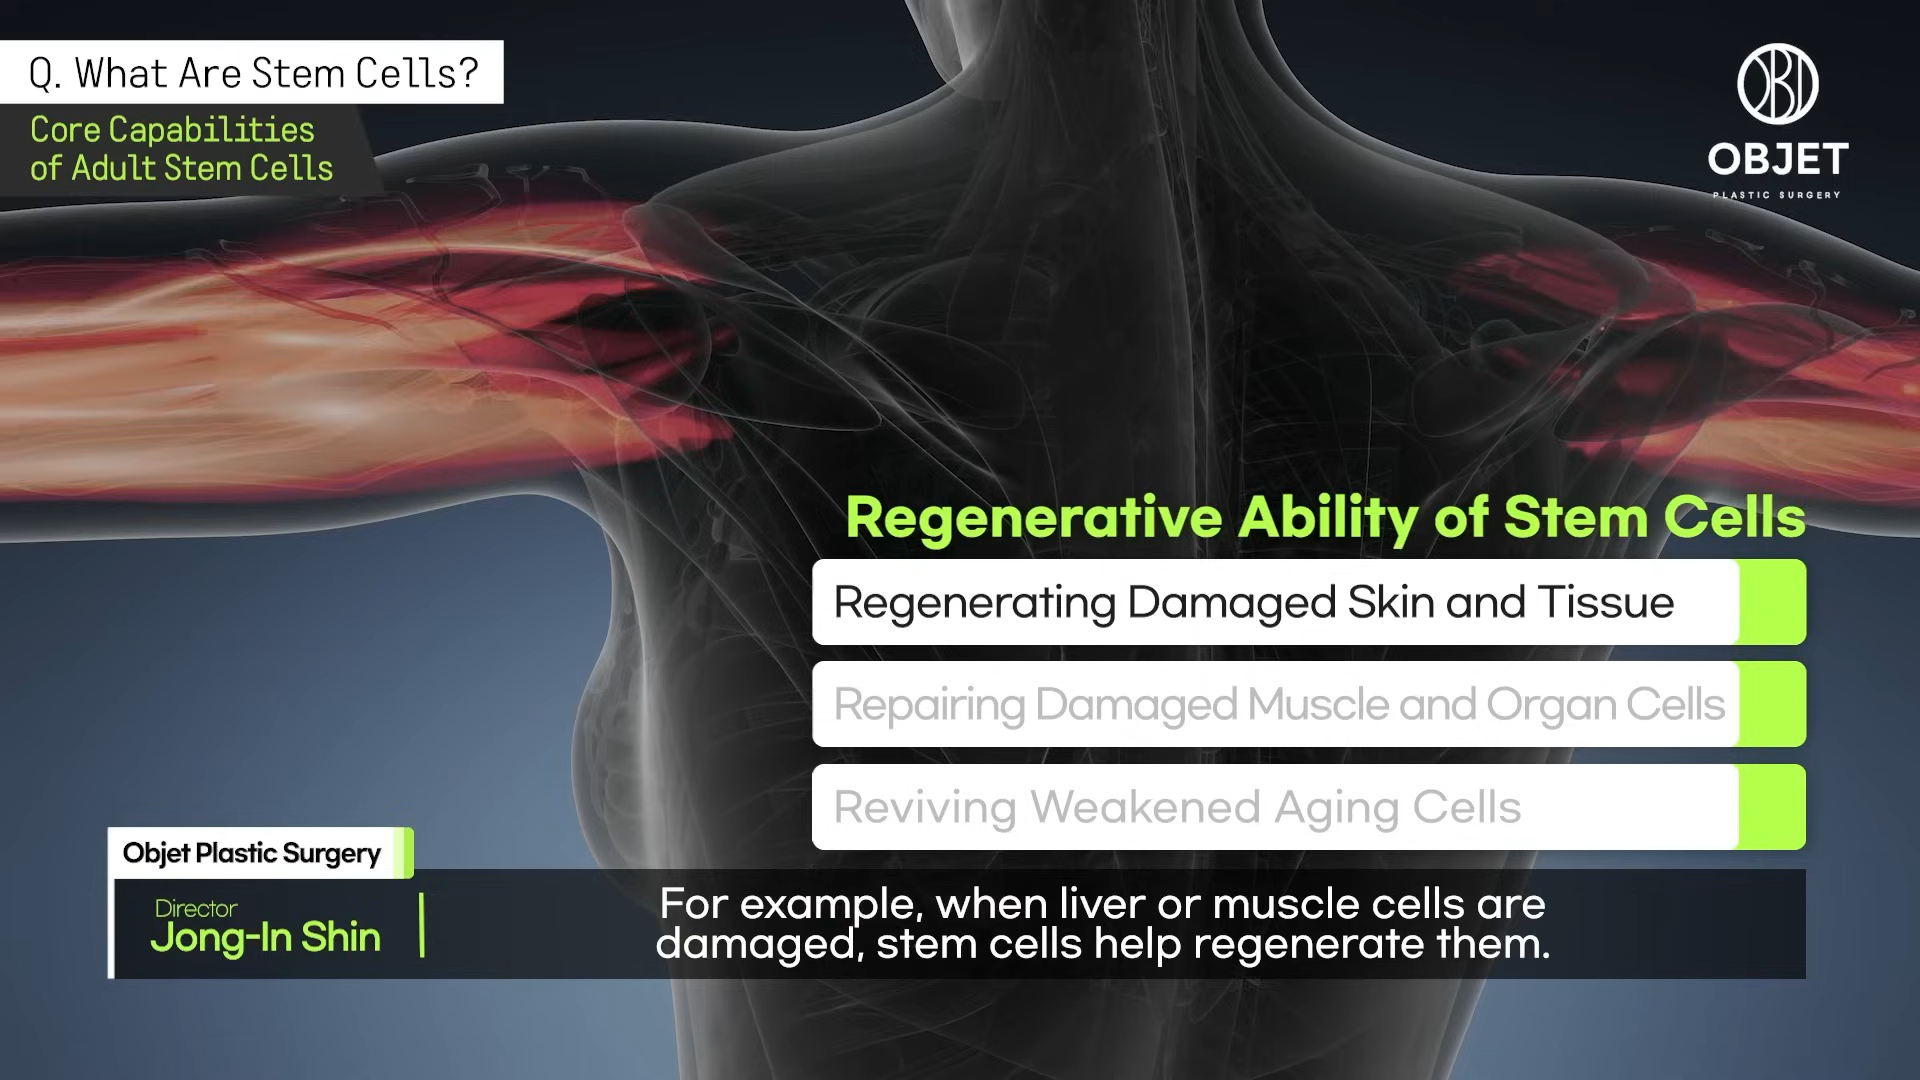 Q. What Are Stem Cells?
Core Capabilities
of Adult Stem Cells
OBJET
PLASTIC SURGERY
Regenerative Ability of Stem Cells
Regenerating Damaged Skin and Tissue
Repairing Damaged Muscle and Organ Cells
Reviving Weakened Aging Cells
Objet Plastic Surgery
Director
Jong-In Shin
For example, when liver or muscle cells are
damaged, stem cells help regenerate them.